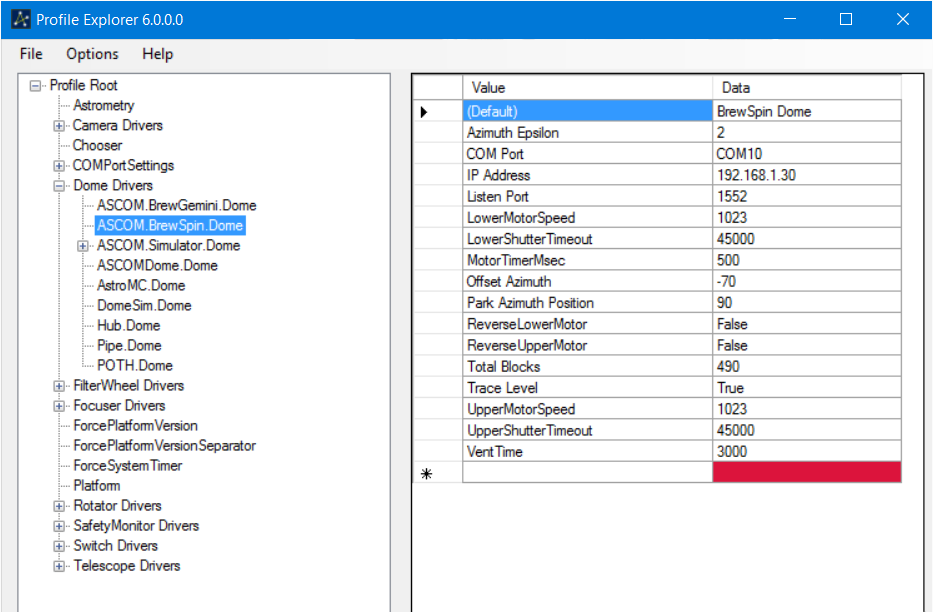 Profile Explorer 6.0.0.0
File Options Help
Profile Root
Astrometry
Camera Drivers
Chooser
COMPortSettings
Dome Drivers
ASCOM.BrewGemini.Dome
ASCOM.BrewSpin.Dome
ASCOM.Simulator.Dome
ASCOMDome.Dome
AstroMC.Dome
DomeSim.Dome
Hub.Dome
Pipe.Dome
POTH.Dome
FilterWheel Drivers
Focuser Drivers
ForcePlatformVersion
ForcePlatformVersionSeparator
ForceSystemTimer
Platform
Rotator Drivers
SafetyMonitor Drivers
Switch Drivers
Telescope Drivers
Value Data
(Default) BrewSpin Dome
Azimuth Epsilon 2
COM Port COM10
IP Address 192.168.1.30
Listen Port 1552
LowerMotorSpeed 1023
LowerShutterTimeout 45000
MotorTimerMsec 500
Offset Azimuth -70
Park Azimuth Position 90
ReverseLowerMotor False
ReverseUpperMotor False
Total Blocks 490
Trace Level True
UpperMotorSpeed 1023
UpperShutterTimeout 45000
VentTime 3000